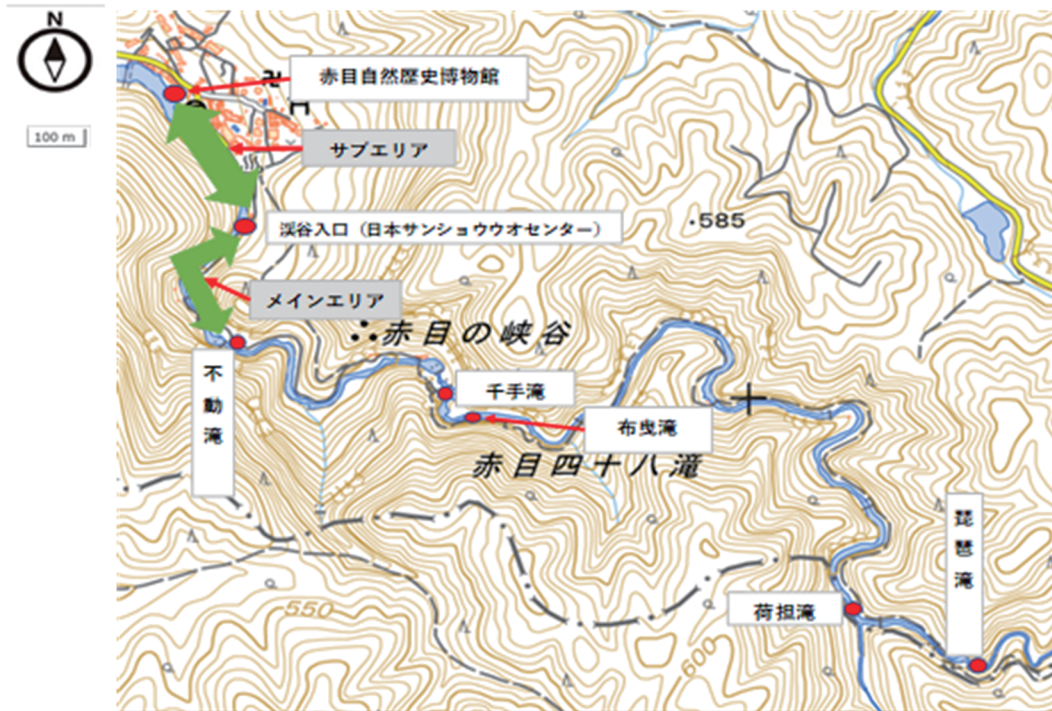 N
100 m
赤目自然歴史博物館
サブエリア
渓谷入口（日本サンショウウオセンター）
・585
メインエリア
赤目の峡谷
不動滝
千手滝
布曳滝
赤目四十八滝
琵琶滝
荷担滝
550
600